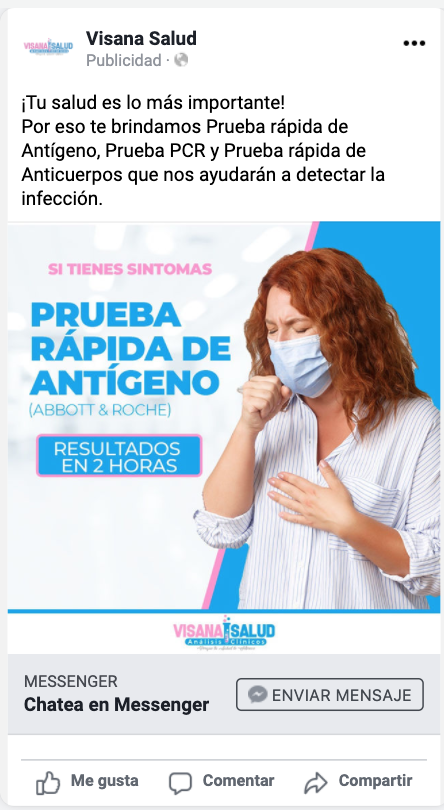 VISANA SALUD
Visana Salud
Publicidad ·
¡Tu salud es lo más importante!
Por eso te brindamos Prueba rápida de
Antígeno, Prueba PCR y Prueba rápida de
Anticuerpos que nos ayudarán a detectar la
infección.
SI TIENES SINTOMAS
PRUEBA
RÁPIDA DE
ANTÍGENO
(ABBOTT & ROCHE)
RESULTADOS
EN 2 HORAS
VISANA SALUD
Análisis Clínicos
MESSENGER
Chatea en Messenger
ENVIAR MENSAJE
Me gusta
Comentar
Compartir